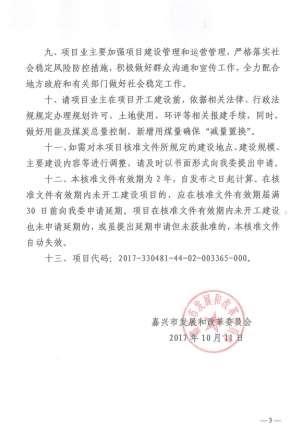 九、项目业主要加强项目建设管理和运营管理，严格落实社
会稳定风险防控措施，积极做好群众沟通和宣传工作，全力配合
地方政府和有关部门做好社会稳定工作。
十、请项目业主在项目开工建设前，依据相关法律、行政法
规规定办理规划许可、土地使用、环评等相关报建手续，同时，
做好用能及煤炭总量控制，新增用煤量确保“减量置换”。
十一、如需对本项目核准文件所规定的建设地点、建设规模、
主要建设内容等进行调整，请及时以书面形式向我委提出申请。
十二、本核准文件有效期为2年，自发布之日起计算。在核
准文件有效期内未开工建设项目的，应在核准文件有效期届满
30日前向我委申请延期。项目在核准文件有效期内未开工建设
也未申请延期的，或虽提出延期申请但未获批准的，本核准文件
自动失效。
十三、项目代码：2017-330481-44-02-003365-000。
嘉兴市发展和改革委员会
2017年10月11日
—3—